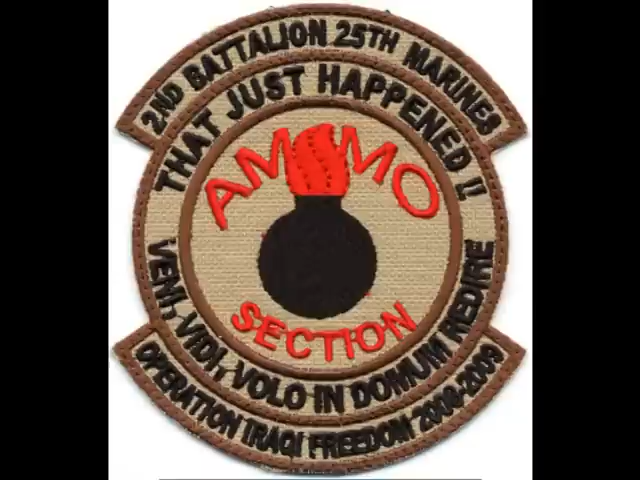 2ND BATTALION 25TH MARINES
THAT JUST HAPPENED !!
AMMO
SECTION
VENI, VIDI, VOLO IN DOMUM REDIRE
OPERATION IRAQI FREEDOM 2008-2009